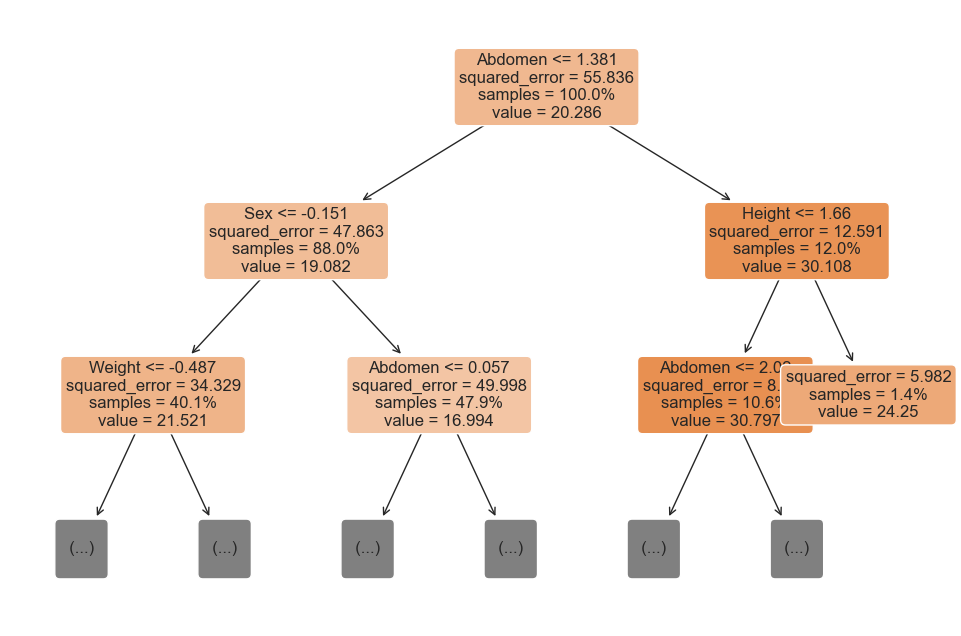 Abdomen <= 1.381
squared_error = 55.836
samples = 100.0%
value = 20.286
Sex <= -0.151
squared_error = 47.863
samples = 88.0%
value = 19.082
Height <= 1.66
squared_error = 12.591
samples = 12.0%
value = 30.108
Weight <= -0.487
squared_error = 34.329
samples = 40.1%
value = 21.521
Abdomen <= 0.057
squared_error = 49.998
samples = 47.9%
value = 16.994
Abdomen <=
squared_error =
samples = 10.6%
value = 30.797
squared_error = 5.982
samples = 1.4%
value = 24.25
(...)
(...)
(...)
(...)
(...)
(...)